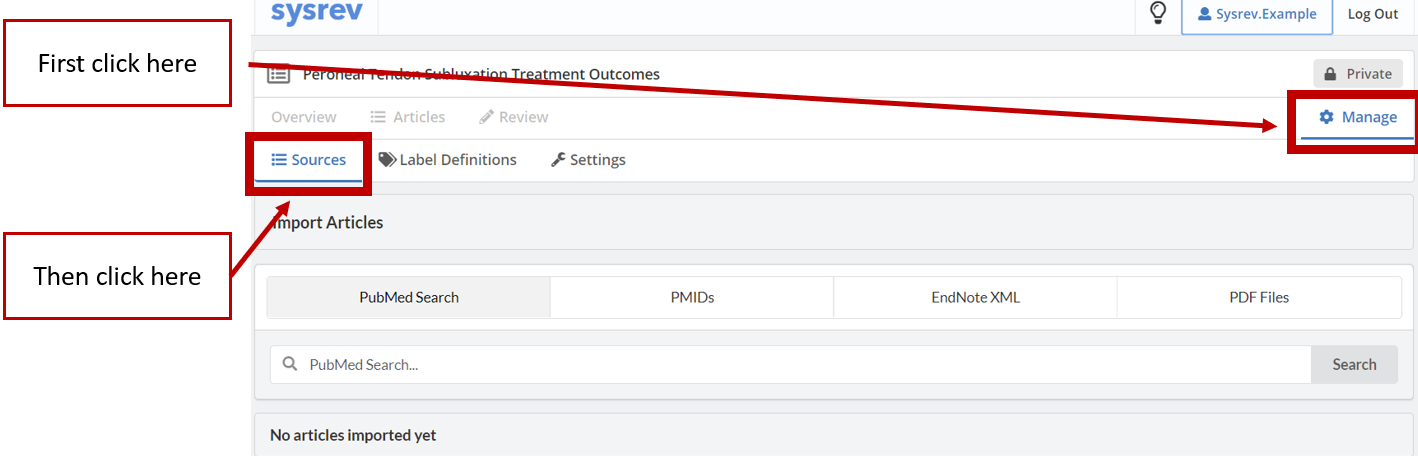 sysrev
Sysrev.Example
Log Out
First click here
Peroneal Tendon Subluxation Treatment Outcomes
Private
Overview
Articles
Review
Manage
Sources
Label Definitions
Settings
Import Articles
Then click here
PubMed Search
PMIDs
EndNote XML
PDF Files
PubMed Search...
Search
No articles imported yet